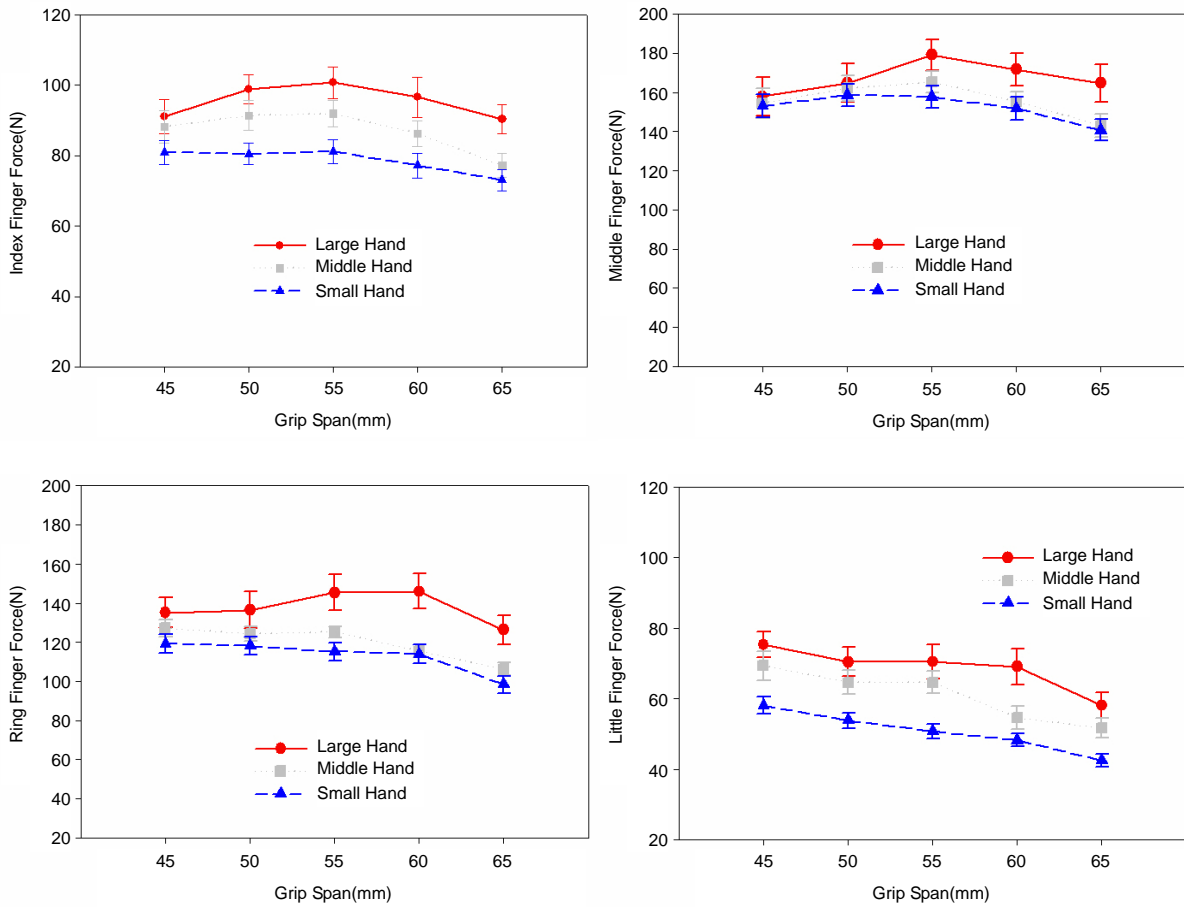 120
100
80
60
40
20
Index Finger Force(N)
Large Hand
Middle Hand
Small Hand
45 50 55 60 65
Grip Span(mm)
200
180
160
140
120
100
80
60
40
20
Middle Finger Force(N)
Large Hand
Middle Hand
Small Hand
45 50 55 60 65
Grip Span(mm)
200
180
160
140
120
100
80
60
40
20
Ring Finger Force(N)
Large Hand
Middle Hand
Small Hand
45 50 55 60 65
Grip Span(mm)
120
100
80
60
40
20
Little Finger Force(N)
Large Hand
Middle Hand
Small Hand
45 50 55 60 65
Grip Span(mm)